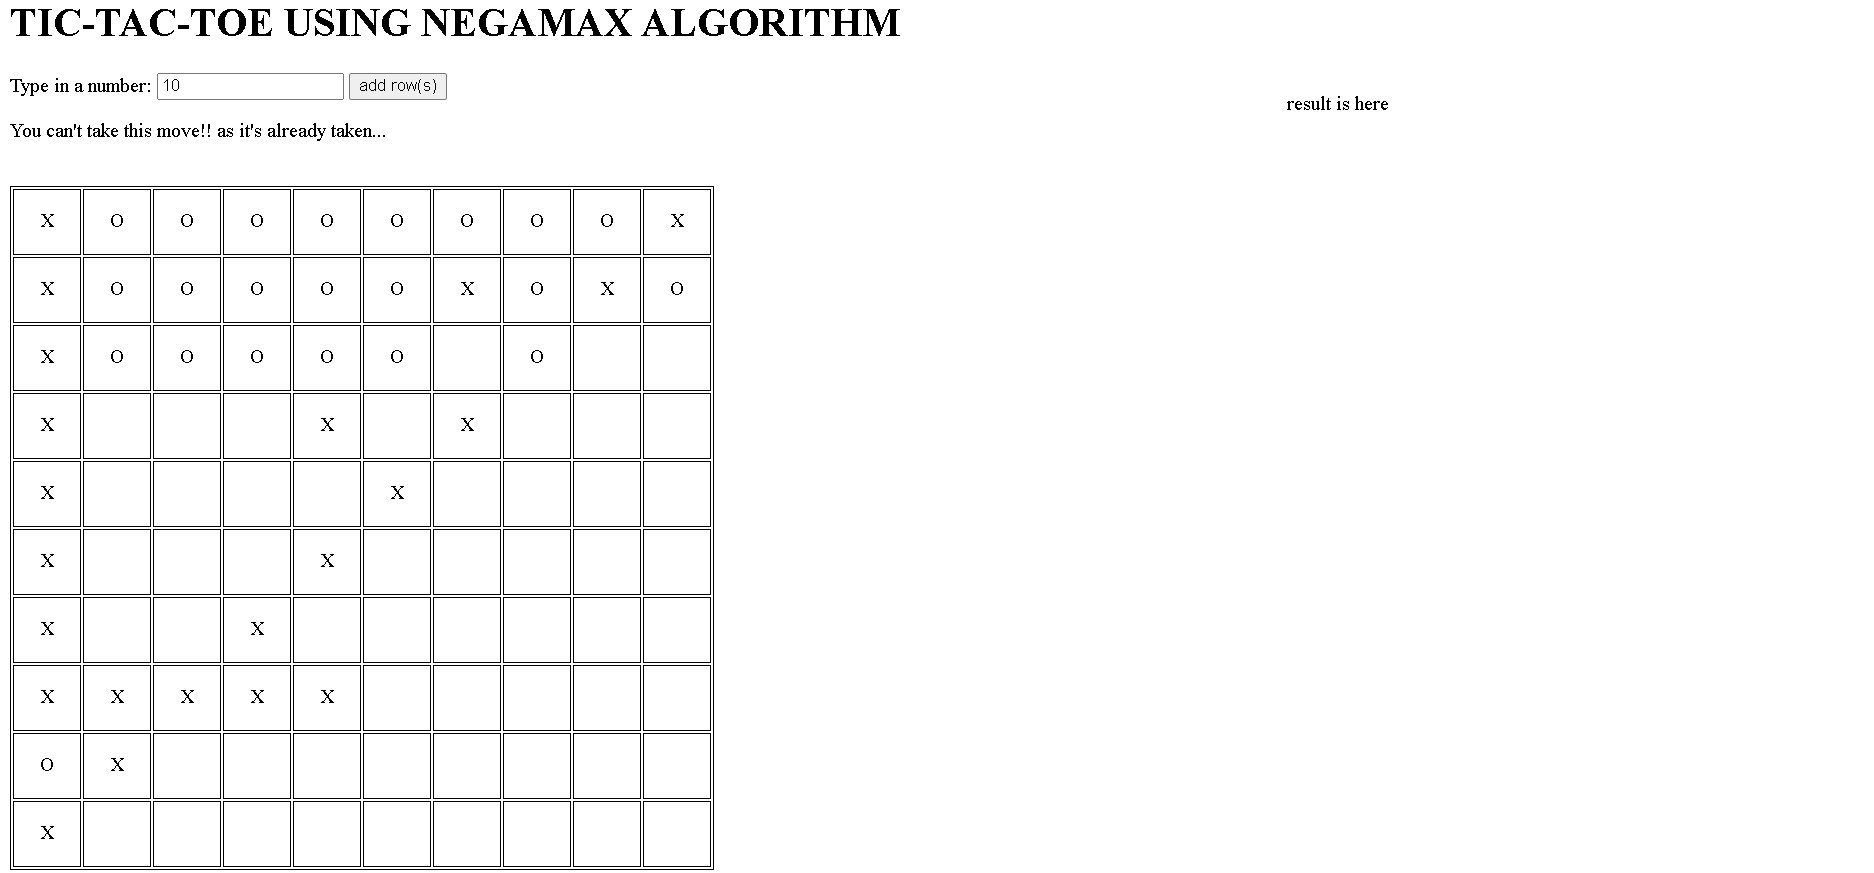 TIC-TAC-TOE USING NEGAMAX ALGORITHM
Type in a number: 10 add row(s)
result is here
You can't take this move!! as it's already taken...
X O O O O O O O O X
X O O O O O X O X O
X O O O O O O
X X X
X X
X X
X X
X X X X X
O X
X